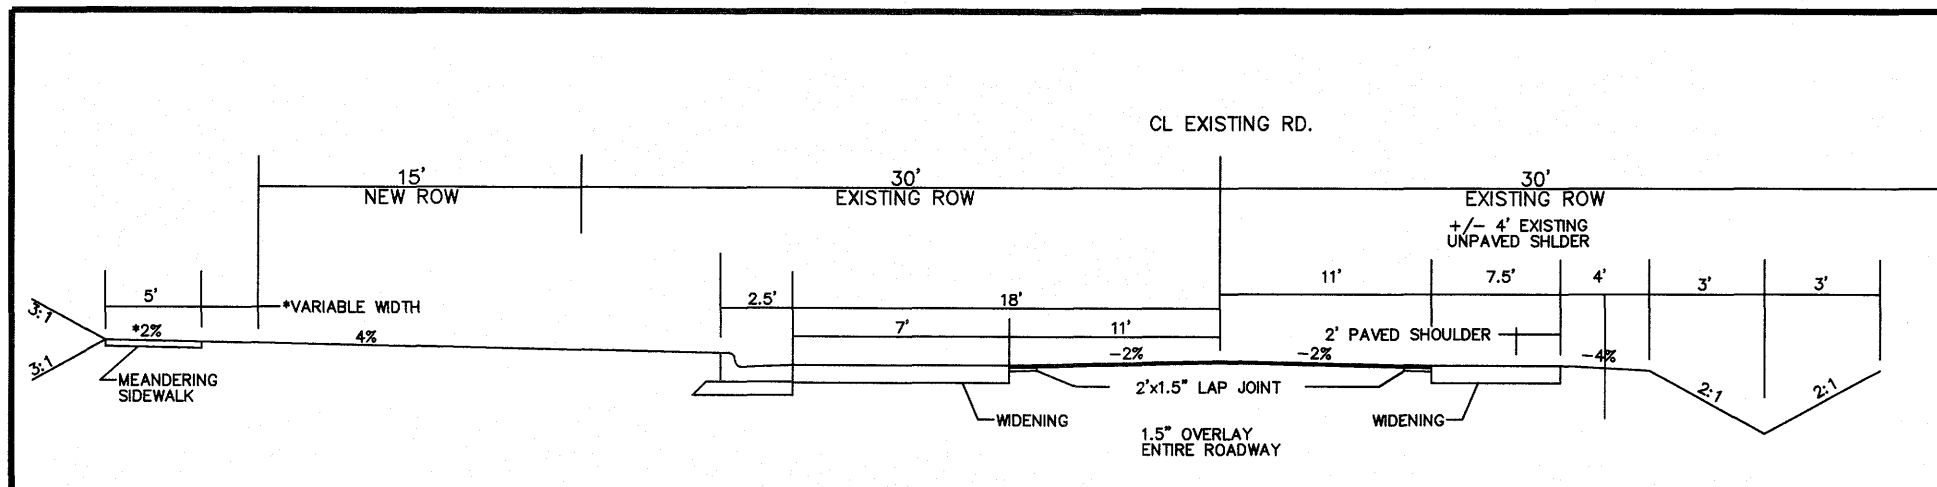 CL EXISTING RD.
15'
NEW ROW
30'
EXISTING ROW
30'
EXISTING ROW
+/- 4' EXISTING
UNPAVED SHLDER
5'
*VARIABLE WIDTH
2.5'
18'
11'
7.5'
4'
3'
3'
7'
11'
2' PAVED SHOULDER
3:1
*2%
4%
-2%
-2%
-4%
3:1
MEANDERING
SIDEWALK
2'x1.5" LAP JOINT
2:1
2:1
WIDENING
WIDENING
1.5" OVERLAY
ENTIRE ROADWAY